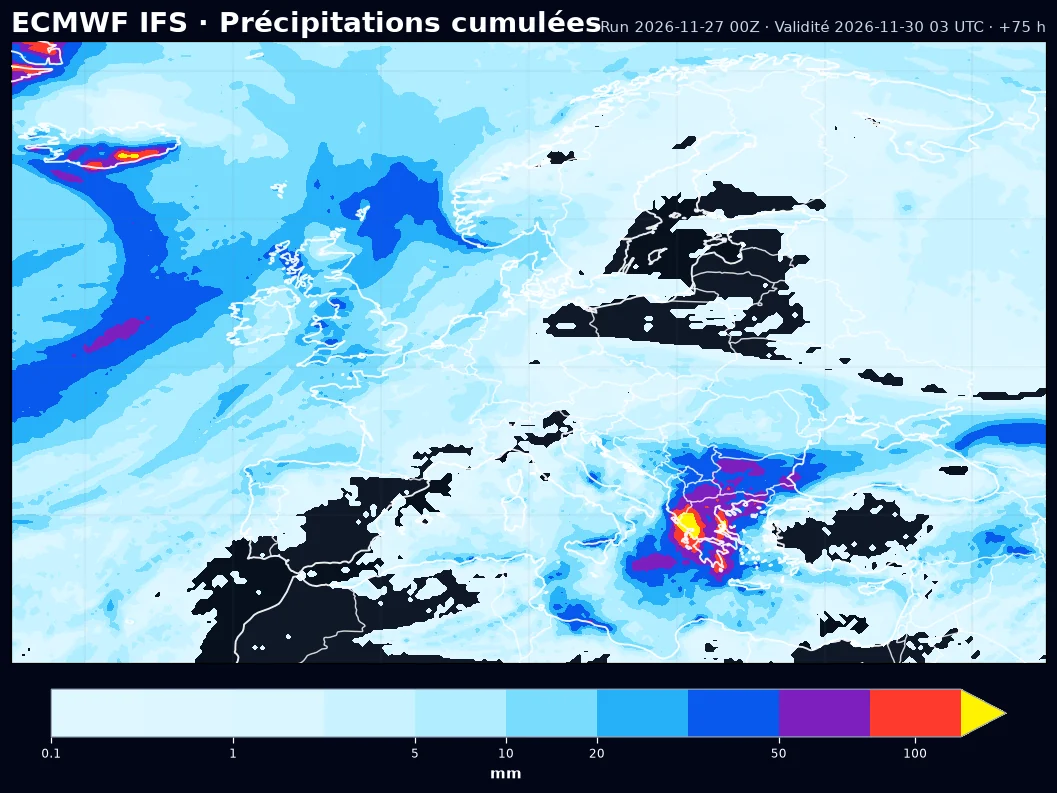 ECMWF IFS · Précipitations cumulées
Run 2026-11-27 00Z · Validité 2026-11-30 03 UTC · +75 h
0.1 1 5 10 20 50 100
mm